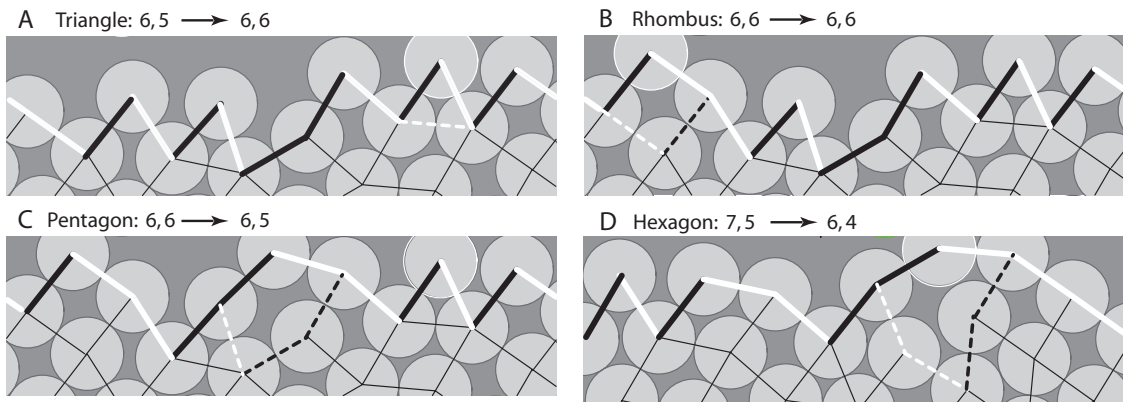 A Triangle: 6,5 ⟶ 6,6
B Rhombus: 6,6 ⟶ 6,6
C Pentagon: 6,6 ⟶ 6,5
D Hexagon: 7,5 ⟶ 6,4